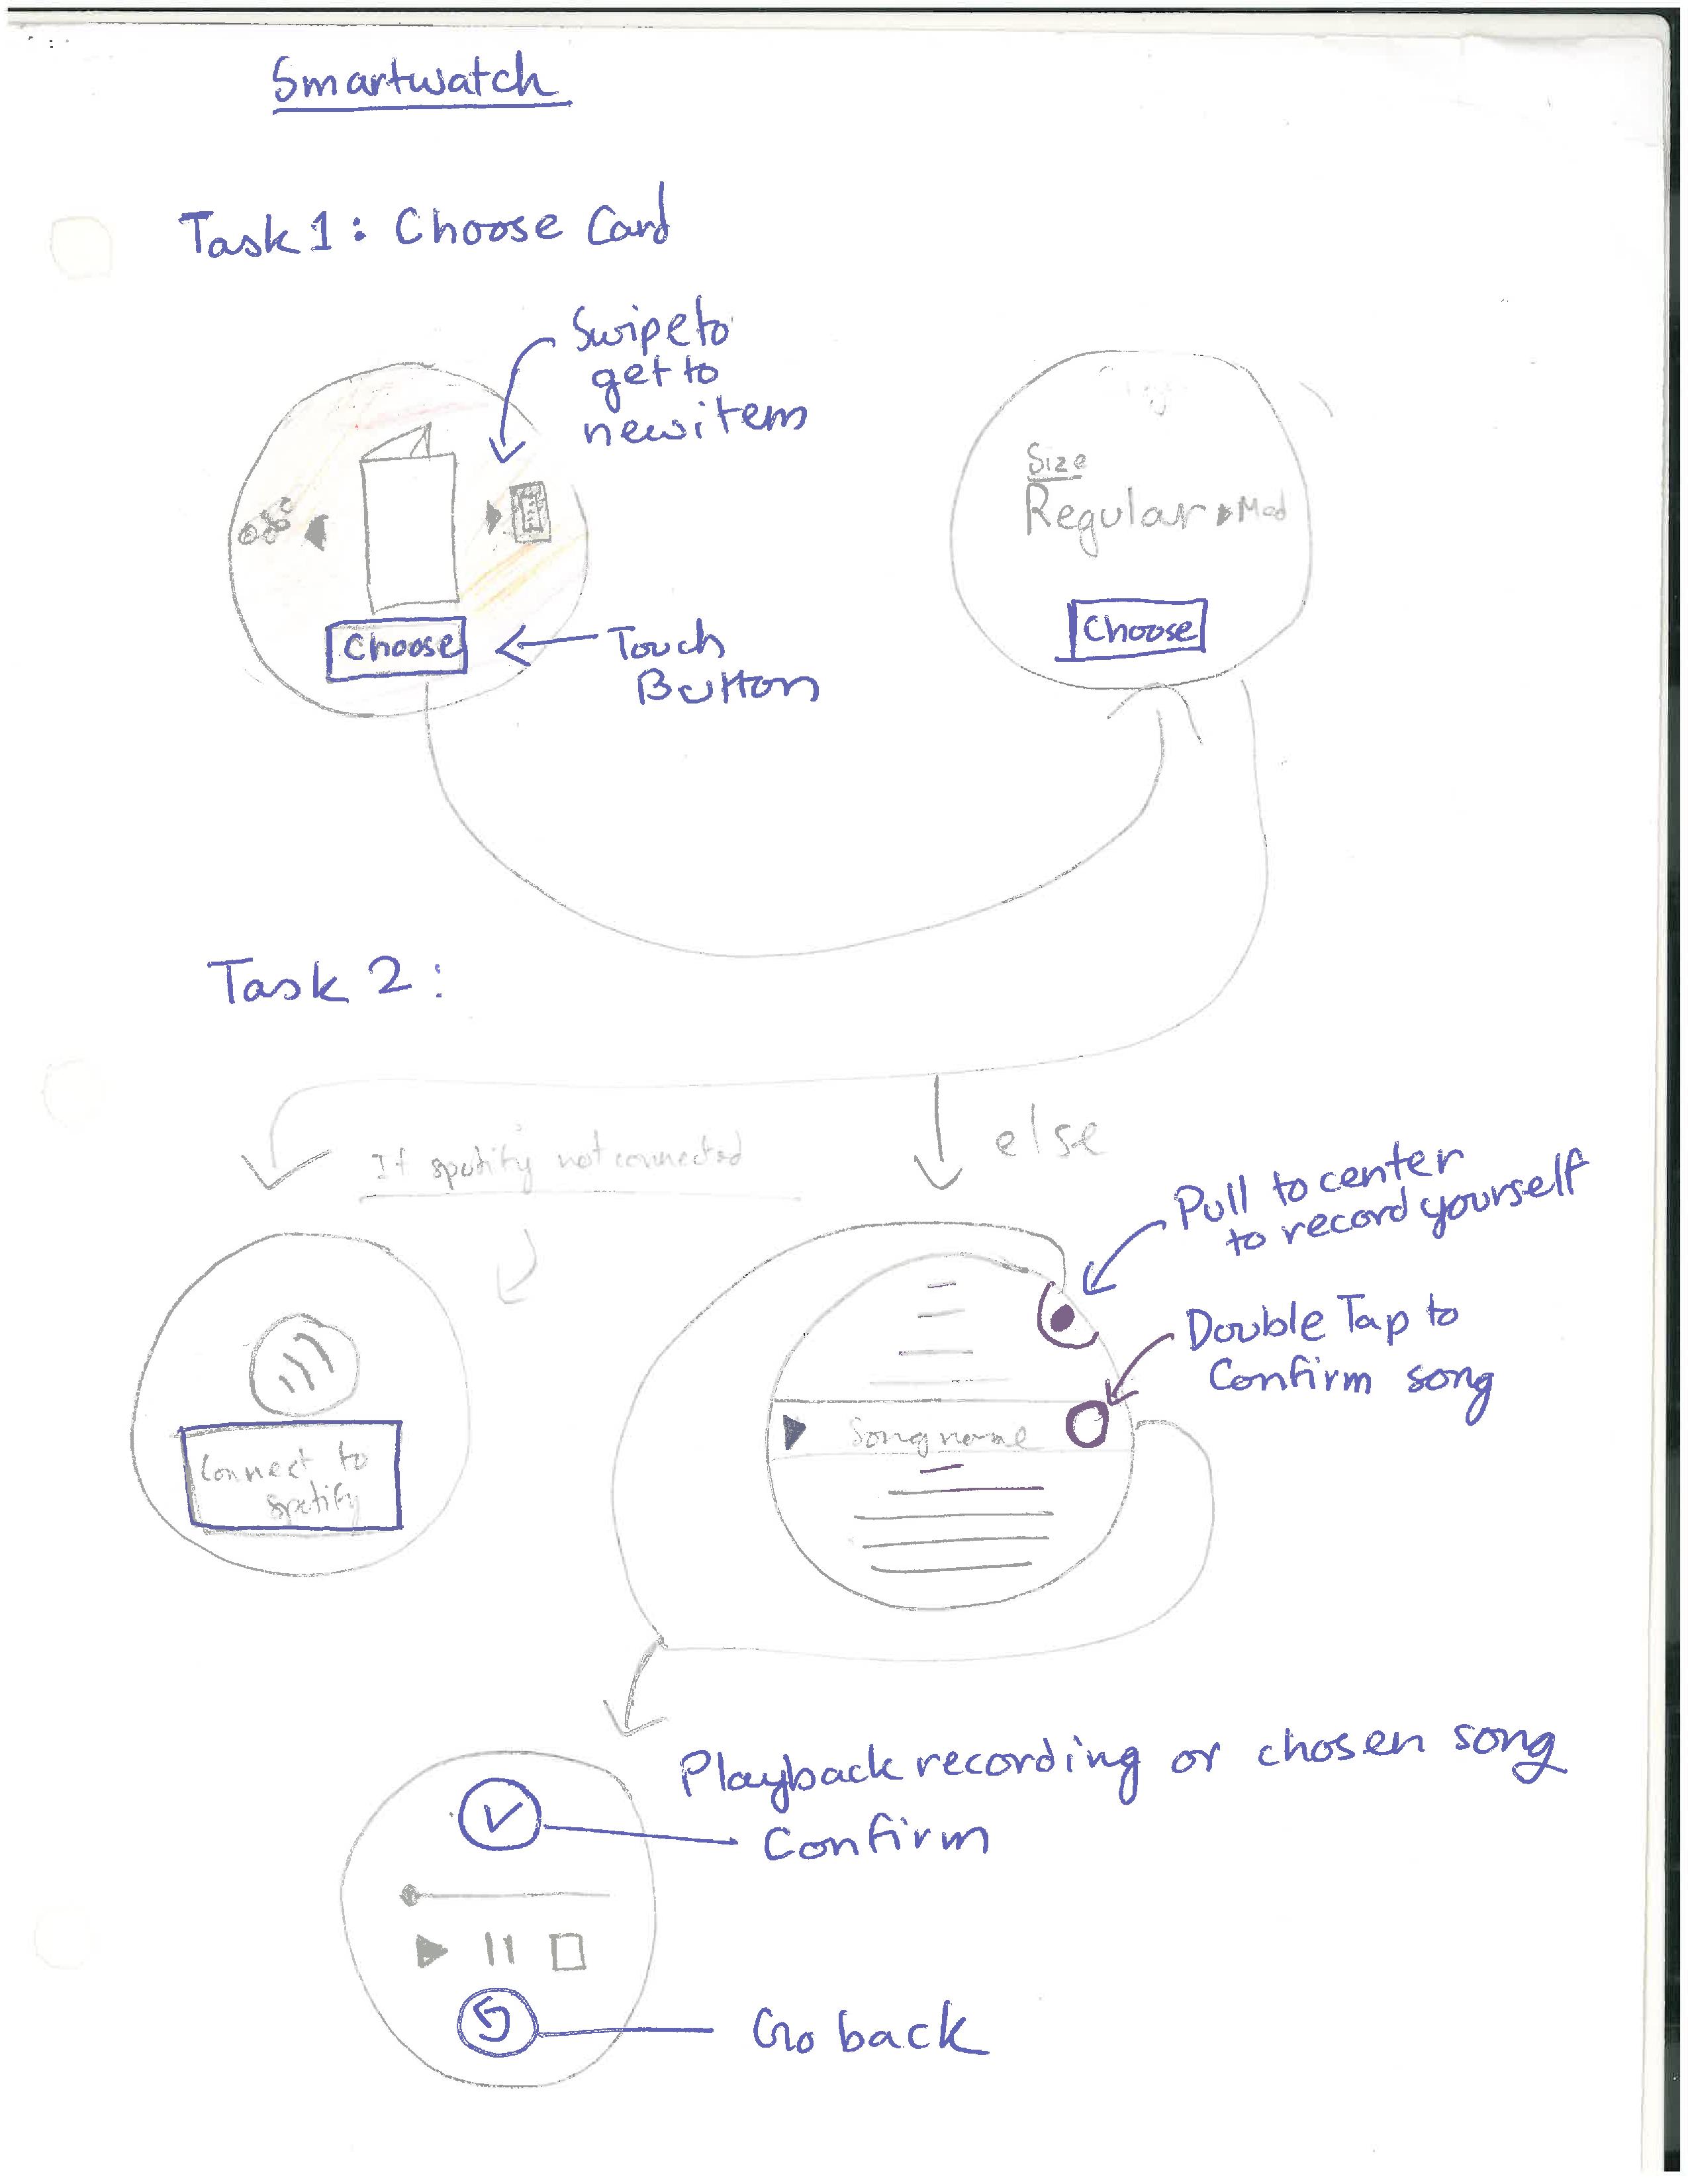 Smartwatch
Task 1: Choose Card
Swipe to
get to
new item
Choose
Touch
Button
Size
Regular
Choose
Task 2:
If spotify not connected
else
Pull to center
to record yourself
Double Tap to
Confirm song
Connect to
spotify
Song name
Playback recording or chosen song
Confirm
Go back